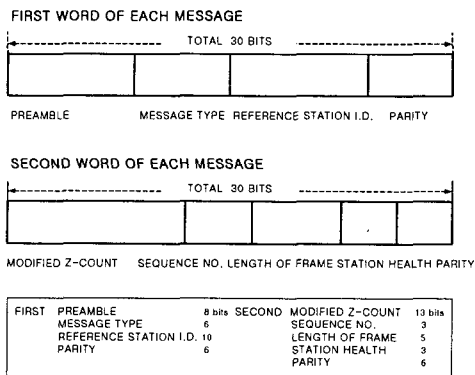 FIRST WORD OF EACH MESSAGE
TOTAL 30 BITS
PREAMBLE MESSAGE TYPE REFERENCE STATION I.D. PARITY
SECOND WORD OF EACH MESSAGE
TOTAL 30 BITS
MODIFIED Z-COUNT SEQUENCE NO. LENGTH OF FRAME STATION HEALTH PARITY
FIRST PREAMBLE 8 bits SECOND MODIFIED Z-COUNT 13 bits
MESSAGE TYPE 6 SEQUENCE NO. 3
REFERENCE STATION I.D. 10 LENGTH OF FRAME 5
PARITY 6 STATION HEALTH 3
PARITY 6